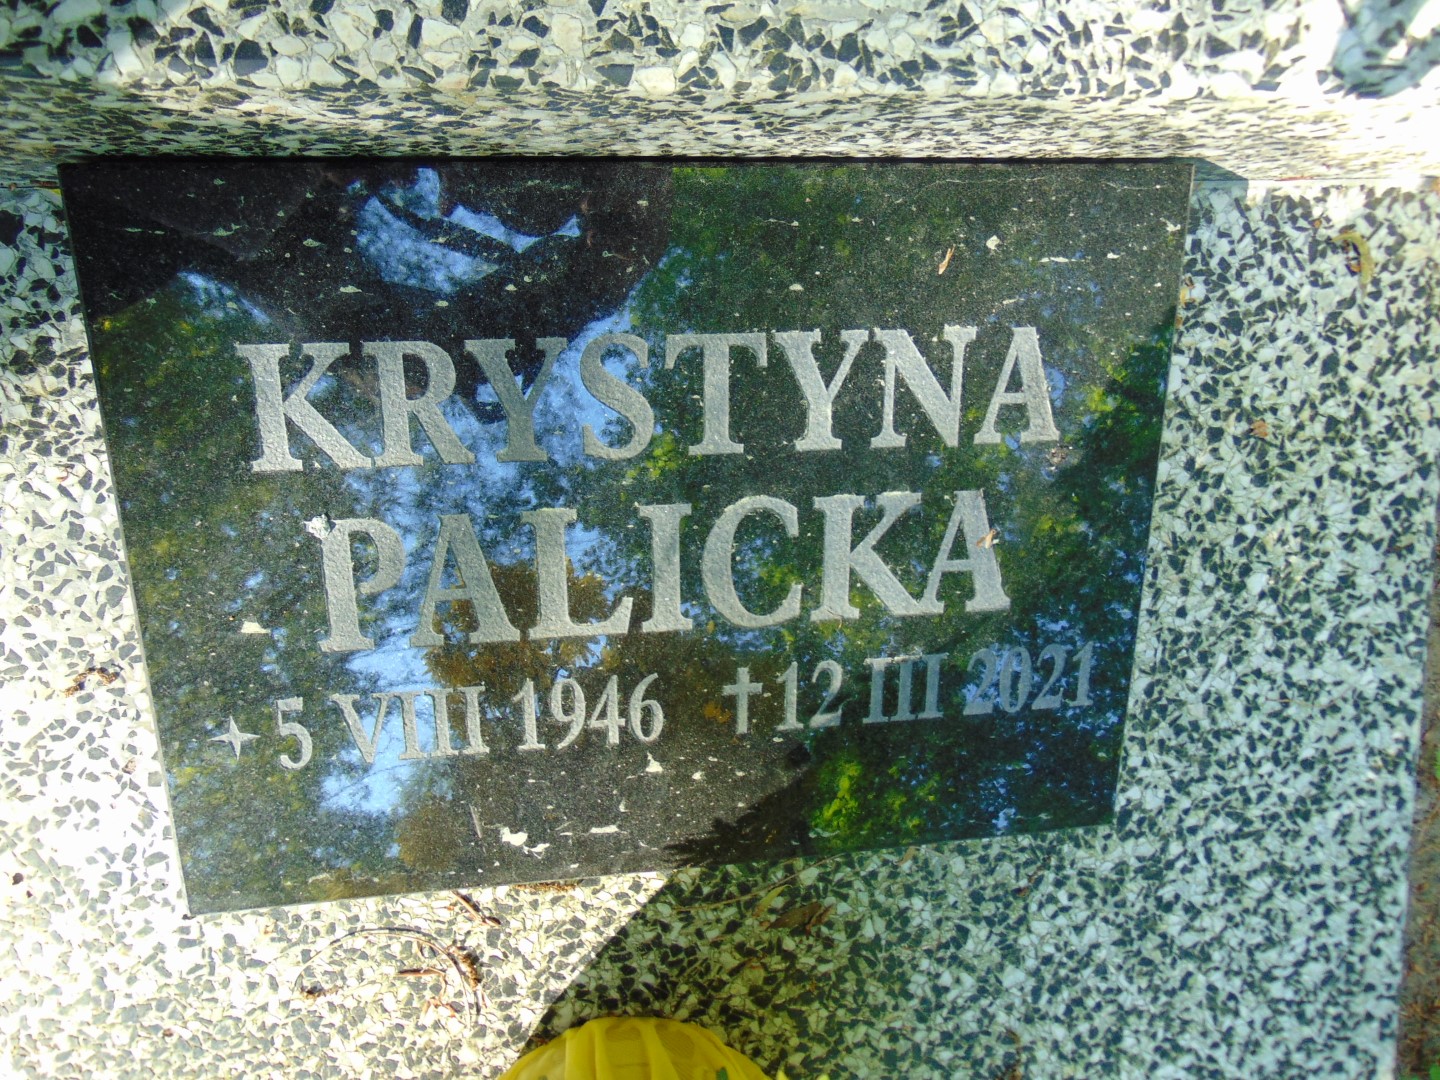 KRYSTYNA
PALICKA
5 VIII 1946 †12 III 2021